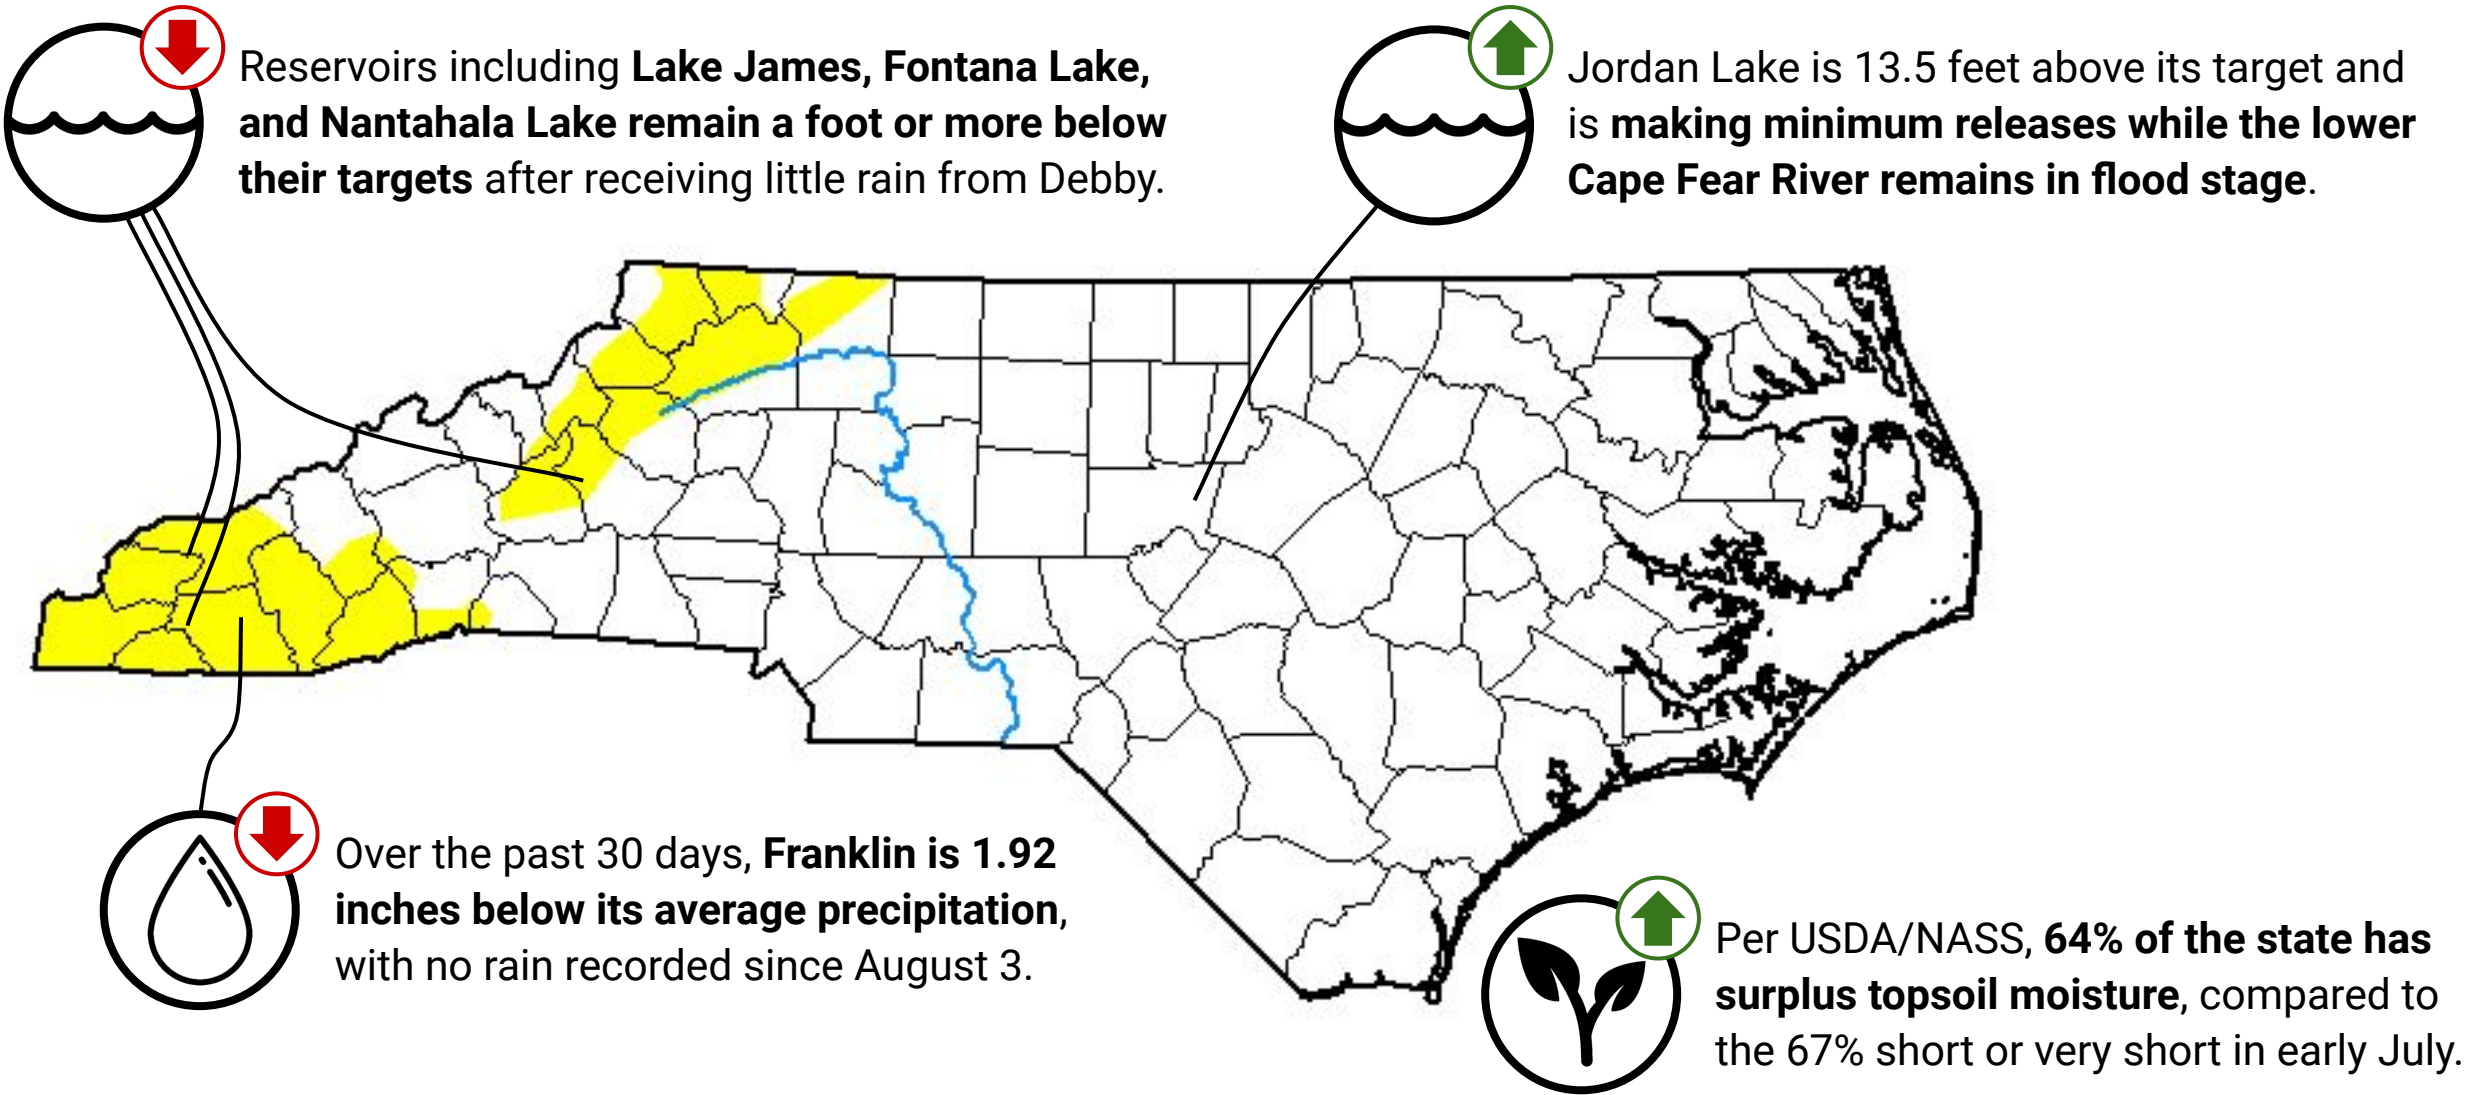 Reservoirs including Lake James, Fontana Lake,
and Nantahala Lake remain a foot or more below
their targets after receiving little rain from Debby.
Jordan Lake is 13.5 feet above its target and
is making minimum releases while the lower
Cape Fear River remains in flood stage.
Over the past 30 days, Franklin is 1.92
inches below its average precipitation,
with no rain recorded since August 3.
Per USDA/NASS, 64% of the state has
surplus topsoil moisture, compared to
the 67% short or very short in early July.